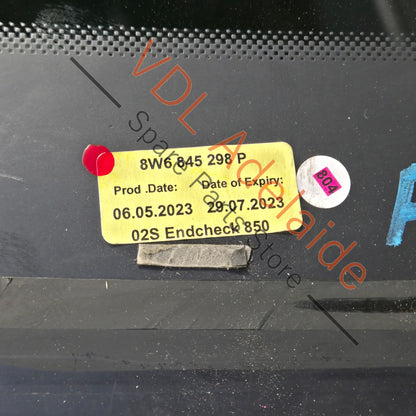 8W6 845 298 P
Prod .Date: Date of Expiry:
06.05.2023 29.07.2023
02S Endcheck 850
804
VDL Adelaide
Spare Parts Store